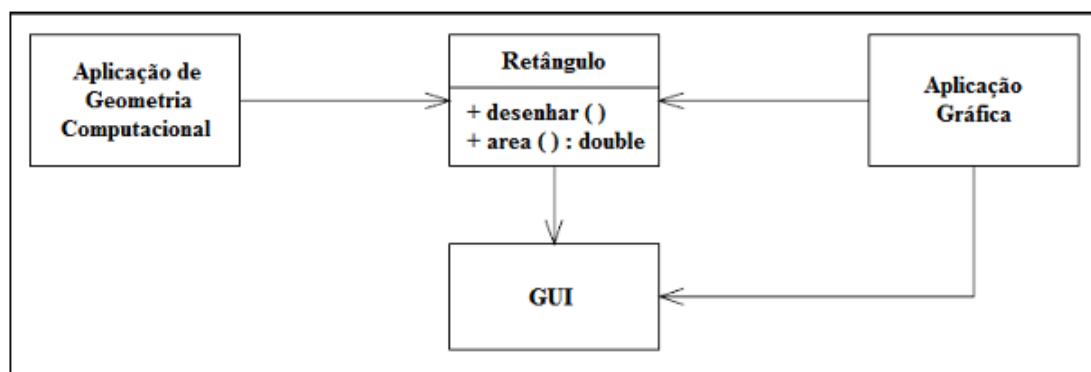 Aplicação de
Geometria
Computacional
Retângulo
+ desenhar ( )
+ area ( ) : double
Aplicação
Gráfica
GUI